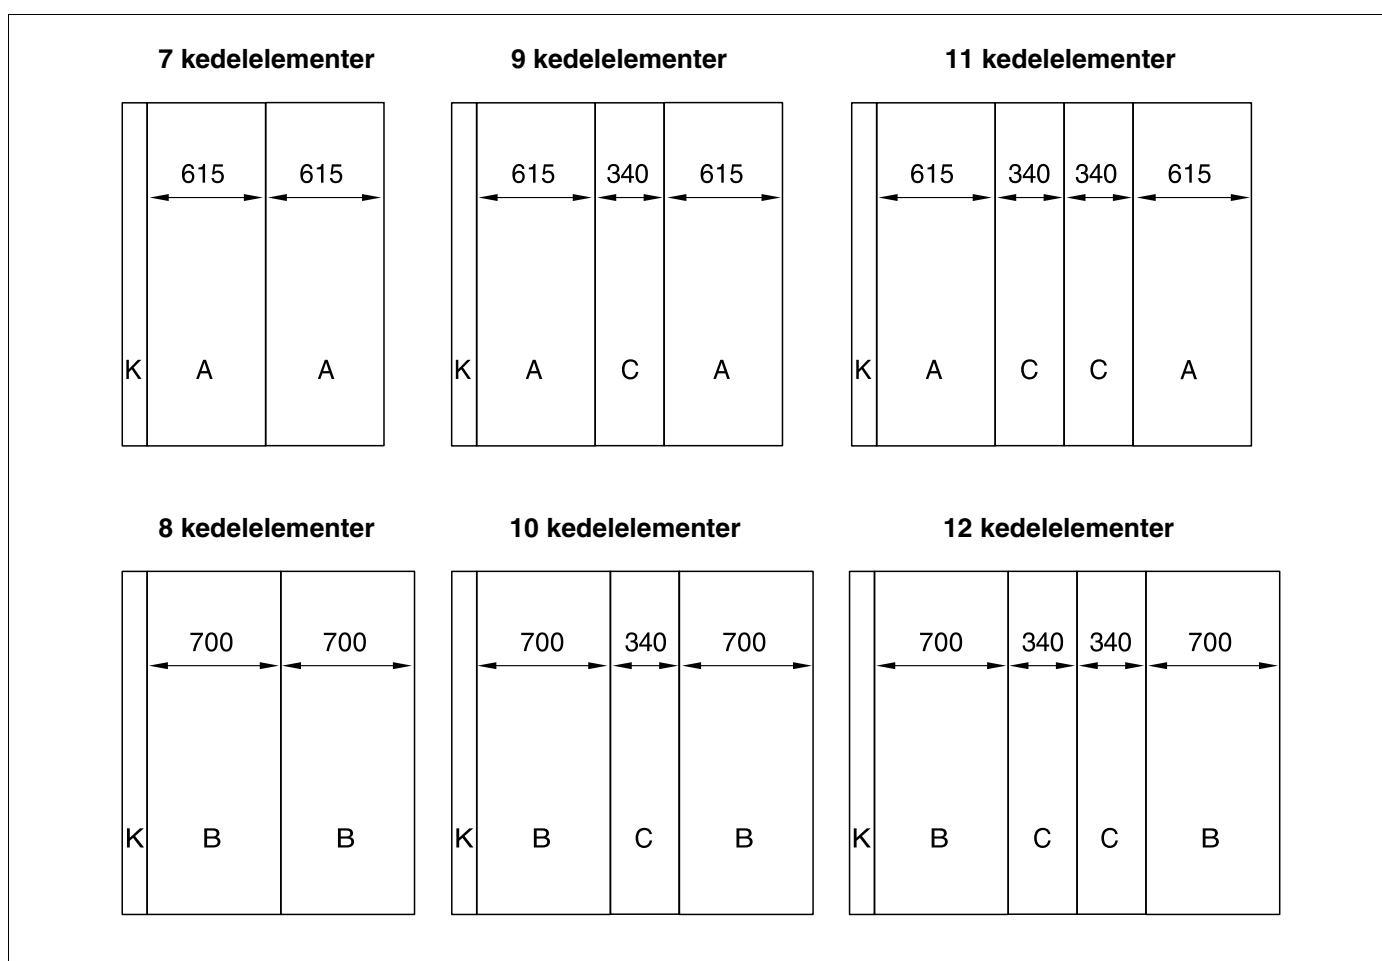 7 kedelelementer
9 kedelelementer
11 kedelelementer
615 615
615 340 615
615 340 340 615
K A A
K A C A
K A C C A
8 kedelelementer
10 kedelelementer
12 kedelelementer
700 700
700 340 700
700 340 340 700
K B B
K B C B
K B C C B